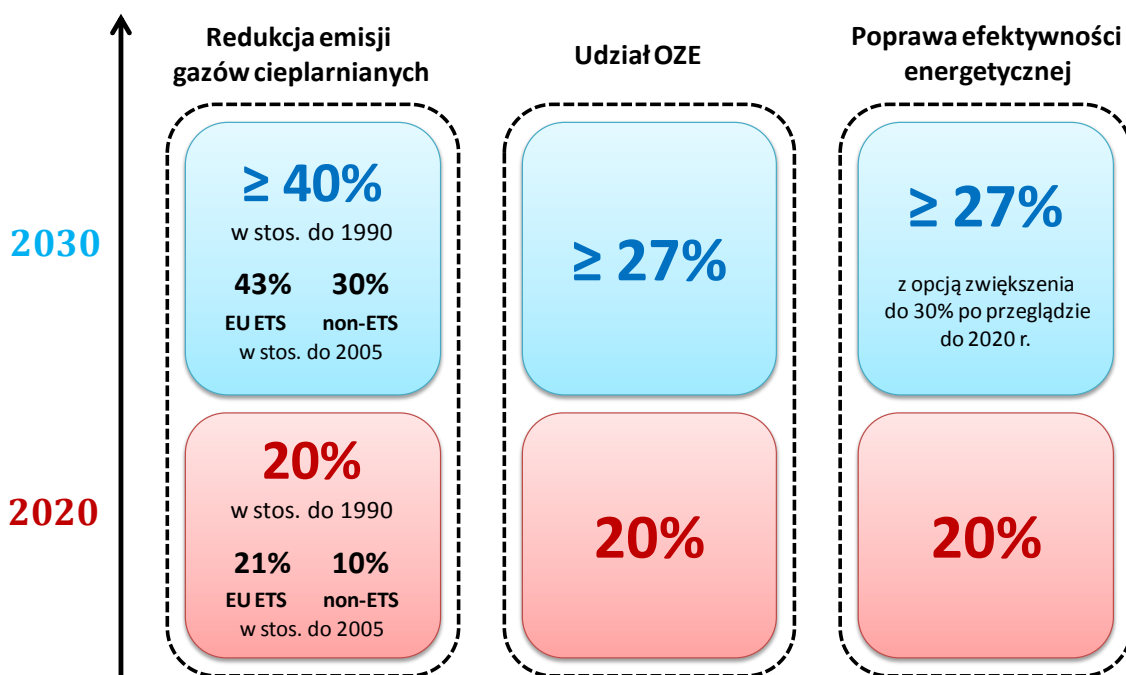 Redukcja emisji
gazów cieplarnianych
Udział OZE
Poprawa efektywności
energetycznej
2030
≥ 40%
w stos. do 1990
43% 30%
EU ETS non-ETS
w stos. do 2005
≥ 27%
≥ 27%
z opcją zwiększenia
do 30% po przeglądzie
do 2020 r.
2020
20%
w stos. do 1990
21% 10%
EU ETS non-ETS
w stos. do 2005
20%
20%